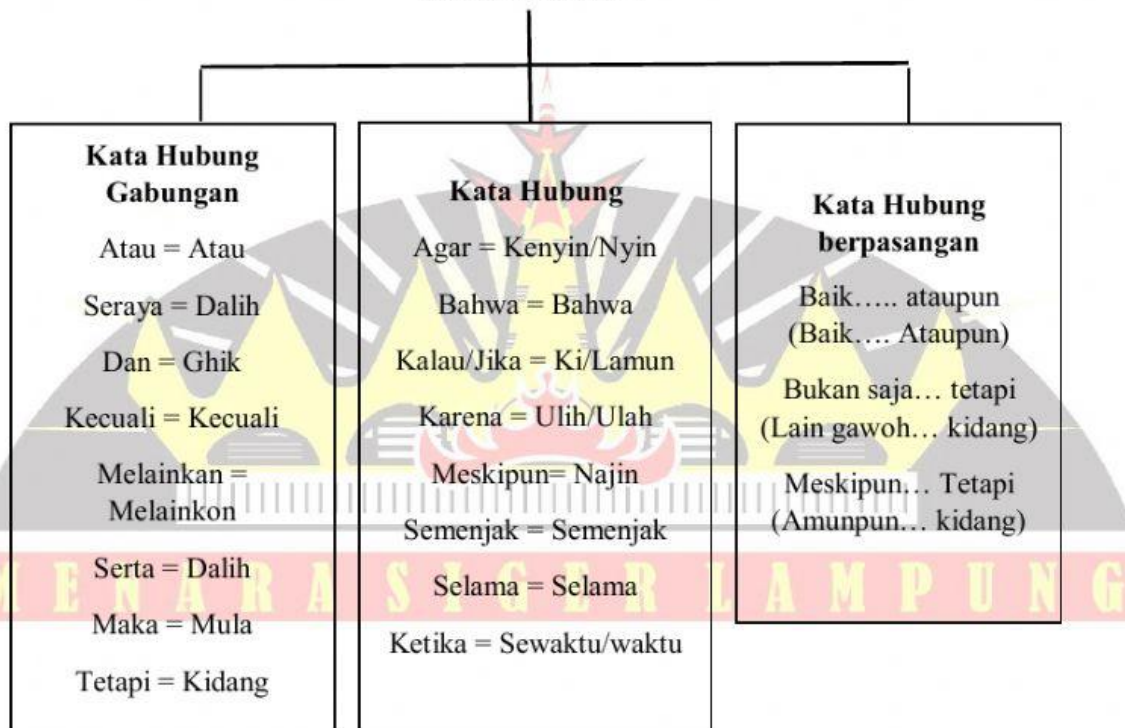 Kata Hubung
Gabungan
Atau = Atau
Seraya = Dalih
Dan = Ghik
Kecuali = Kecuali
Melainkan =
Melainkon
Serta = Dalih
Maka = Mula
Tetapi = Kidang
Kata Hubung
Agar = Kenyin/Nyin
Bahwa = Bahwa
Kalau/Jika = Ki/Lamun
Karena = Ulih/Ulah
Meskipun= Najin
Semenjak = Semenjak
Selama = Selama
Ketika = Sewaktu/waktu
Kata Hubung
berpasangan
Baik..... ataupun
(Baik.... Ataupun)
Bukan saja... tetapi
(Lain gawoh... kidang)
Meskipun... Tetapi
(Amunpun... kidang)
MENARA SIGER LAMPUNG